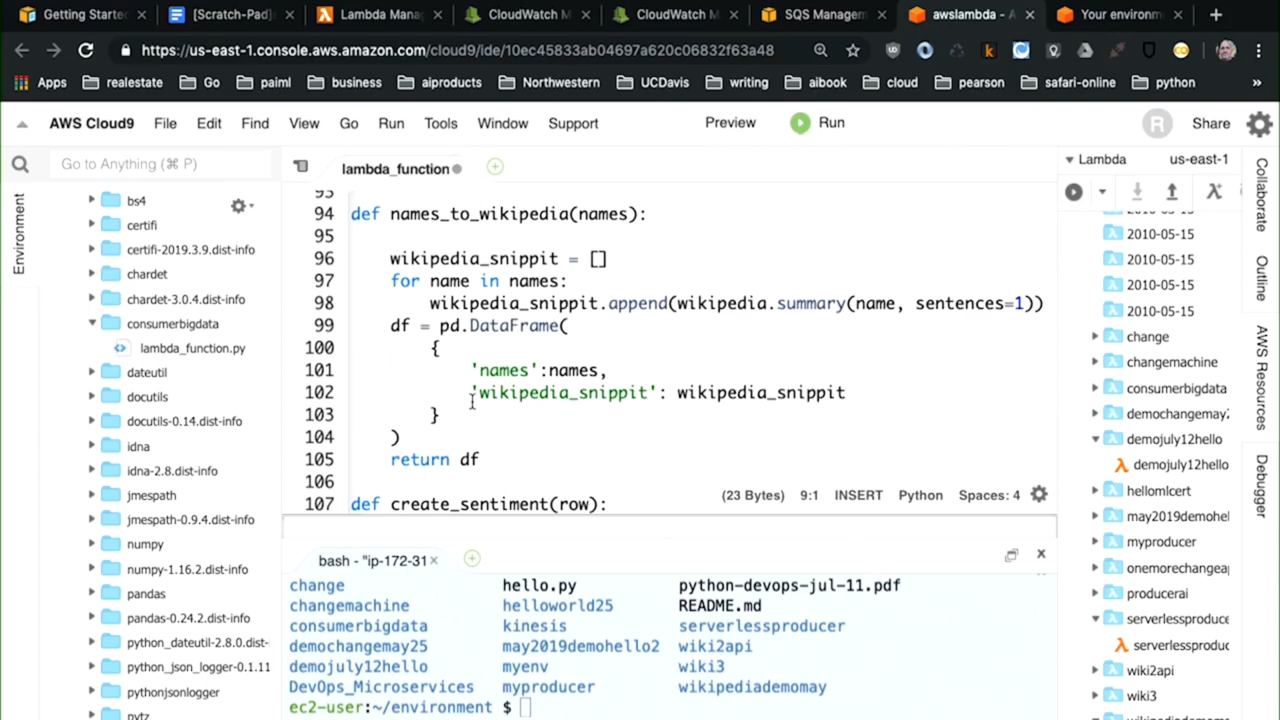 Getting Started
[Scratch-Pad]
Lambda Mana
CloudWatch M
CloudWatch M
SQS Managem
awslambda - A
Your environm
https://us-east-1.console.aws.amazon.com/cloud9/ide/10ec45833ab04697a620c06832f63a48
Apps realestate Go paiml business aiproducts Northwestern UCDavis writing aibook cloud pearson safari-online python »
AWS Cloud9 File Edit Find View Go Run Tools Window Support Preview Run R Share
Go to Anything (⌘ P)
Environment
bs4
certifi
certifi-2019.3.9.dist-info
chardet
chardet-3.0.4.dist-info
consumerbigdata
lambda_function.py
dateutil
docutils
docutils-0.14.dist-info
idna
idna-2.8.dist-info
jmespath
jmespath-0.9.4.dist-info
numpy
numpy-1.16.2.dist-info
pandas
pandas-0.24.2.dist-info
python_dateutil-2.8.0.dist-
python_json_logger-0.1.11
pythonjsonlogger
pytz
lambda_function
93
94 def names_to_wikipedia(names):
95
96 wikipedia_snippit = []
97 for name in names:
98 wikipedia_snippit.append(wikipedia.summary(name, sentences=1))
99 df = pd.DataFrame(
100 {
101 'names':names,
102 'wikipedia_snippit': wikipedia_snippit
103 }
104 )
105 return df
106
107 def create_sentiment(row):
(23 Bytes) 9:1 INSERT Python Spaces: 4
bash - "ip-172-31
change hello.py python-devops-jul-11.pdf
changemachine helloworld25 README.md
consumerbigdata kinesis serverlessproducer
demochangemay25 may2019demohello2 wiki2api
demojuly12hello myenv wiki3
DevOps_Microservices myproducer wikipediademomay
ec2-user:~/environment $
Lambda us-east-1
2010-05-15
2010-05-15
2010-05-15
2010-05-15
2010-05-15
change
changemachine
consumerbigdata
demochangemay2
demojuly12hello
demojuly12hello
hellomlcert
may2019demohel
myproducer
onemorechangea
producerai
serverlessproduce
serverlessproduc
wiki2api
wiki3
wikipediademoma
Collaborate
Outline
AWS Resources
Debugger